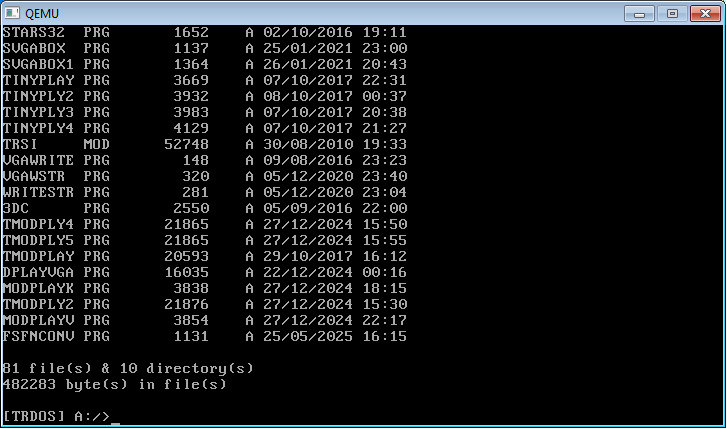 QEMU
STARS32 PRG 1652 A 02/10/2016 19:11
SVGABOX PRG 1137 A 25/01/2021 23:00
SVGABOX1 PRG 1364 A 26/01/2021 20:43
TINYPLAY PRG 3669 A 07/10/2017 22:31
TINYPLY2 PRG 3932 A 08/10/2017 00:37
TINYPLY3 PRG 3983 A 07/10/2017 20:38
TINYPLY4 PRG 4129 A 07/10/2017 21:27
TRSI MOD 52748 A 30/08/2010 19:33
VGAWRITE PRG 148 A 09/08/2016 23:23
VGAWSTR PRG 320 A 05/12/2020 23:40
WRITESTR PRG 281 A 05/12/2020 23:04
3DC PRG 2550 A 05/09/2016 22:00
TMODPLY4 PRG 21865 A 27/12/2024 15:50
TMODPLY5 PRG 21865 A 27/12/2024 15:55
TMODPLAY PRG 20593 A 29/10/2017 16:12
DPLAYVGA PRG 16035 A 22/12/2024 00:16
MODPLAYK PRG 3838 A 27/12/2024 18:15
TMODPLY2 PRG 21876 A 27/12/2024 15:30
MODPLAYV PRG 3854 A 27/12/2024 22:17
FSFNCONV PRG 1131 A 25/05/2025 16:15
81 file(s) & 10 directory(s)
482283 byte(s) in file(s)
[TRDOS] A:/>_